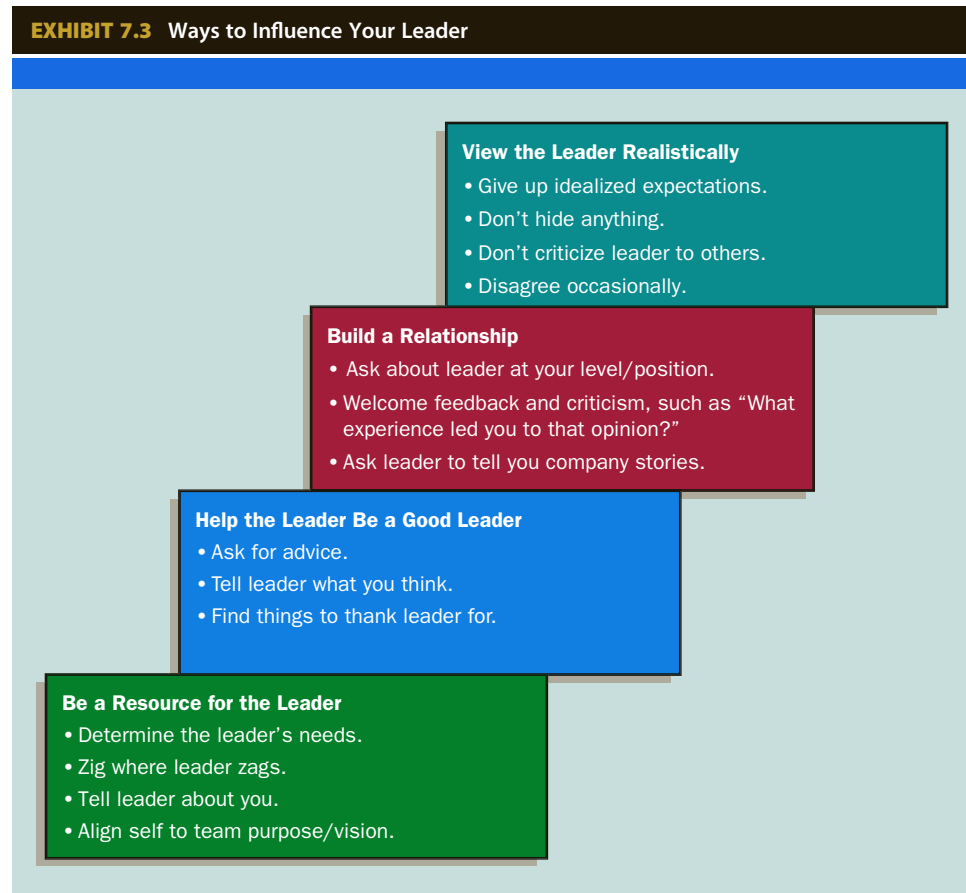 EXHIBIT 7.3 Ways to Influence Your Leader
View the Leader Realistically
• Give up idealized expectations.
• Don’t hide anything.
• Don’t criticize leader to others.
• Disagree occasionally.
Build a Relationship
• Ask about leader at your level/position.
• Welcome feedback and criticism, such as “What
experience led you to that opinion?”
• Ask leader to tell you company stories.
Help the Leader Be a Good Leader
• Ask for advice.
• Tell leader what you think.
• Find things to thank leader for.
Be a Resource for the Leader
• Determine the leader’s needs.
• Zig where leader zags.
• Tell leader about you.
• Align self to team purpose/vision.